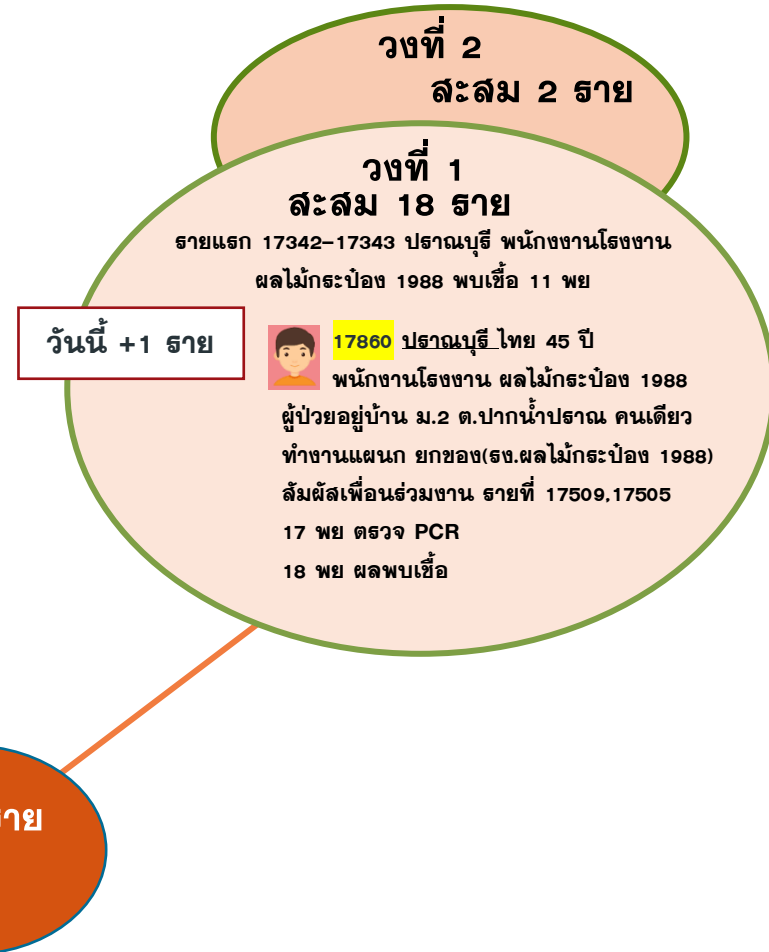 วงที่ 2
สะสม 2 ราย
วงที่ 1
สะสม 18 ราย
รายแรก 17342-17343 ปราณบุรี พนักงงานโรงงาน
ผลไม้กระป๋อง 1988 พบเชื้อ 11 พย
วันนี้ +1 ราย
17860 ปราณบุรี ไทย 45 ปี
พนักงานโรงงาน ผลไม้กระป๋อง 1988
ผู้ป่วยอยู่บ้าน ม.2 ต.ปากน้ำปราณ คนเดียว
ทำงานแผนก ยกของ(รง.ผลไม้กระป๋อง 1988)
สัมผัสเพื่อนร่วมงาน รายที่ 17509,17505
17 พย ตรวจ PCR
18 พย ผลพบเชื้อ